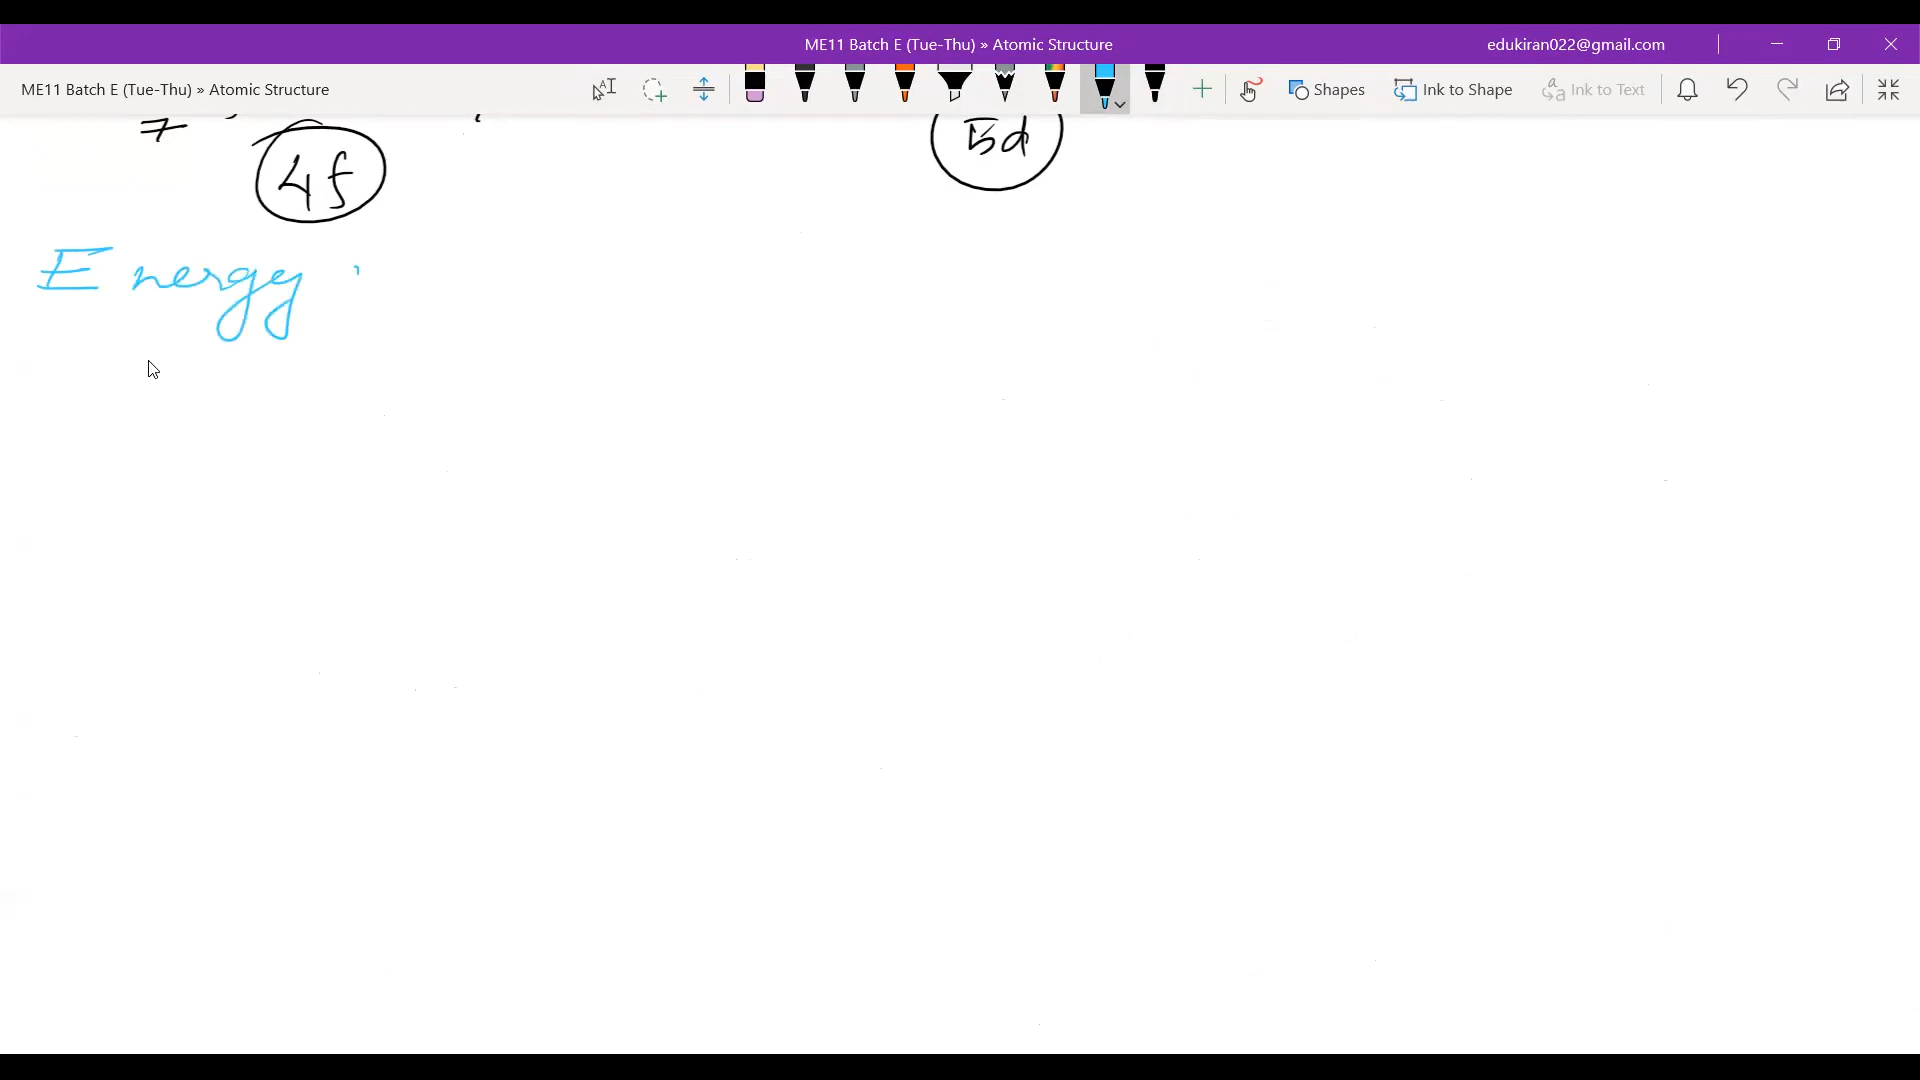 ME11 Batch E (Tue-Thu) » Atomic Structure
edukiran022@gmail.com
ME11 Batch E (Tue-Thu) » Atomic Structure
Shapes
Ink to Shape
Ink to Text
7
5d
4f
Energy